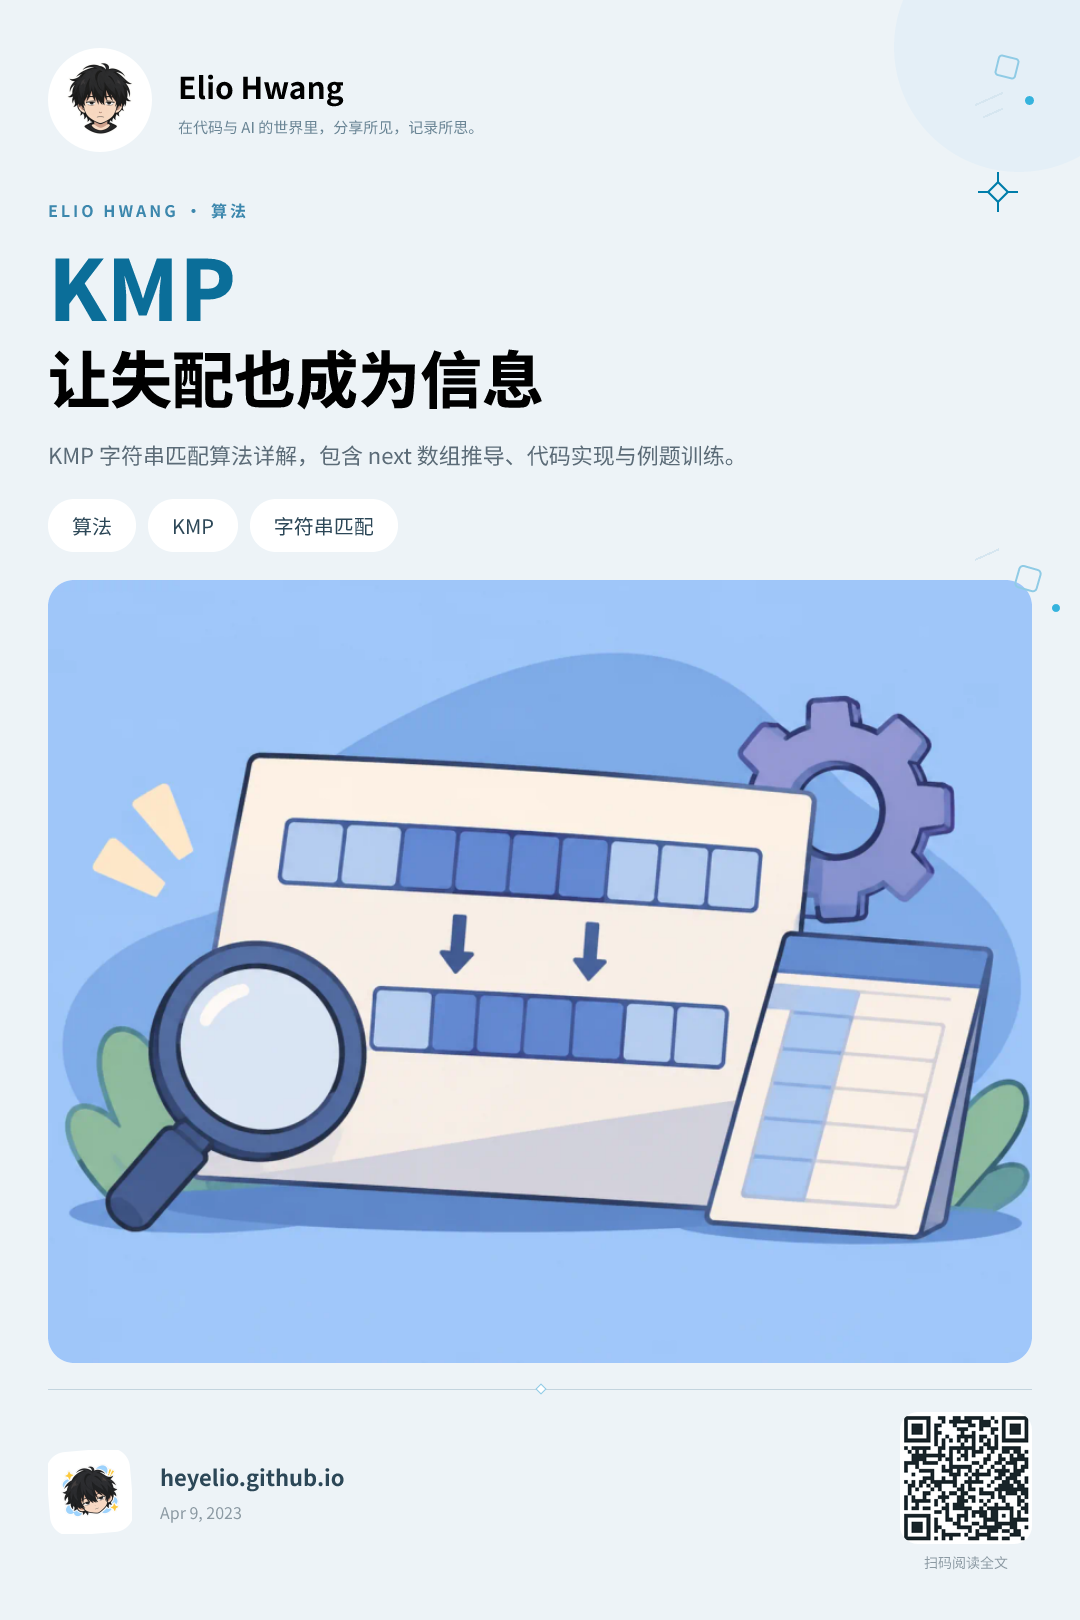 Elio Hwang
在代码与 AI 的世界里，分享所见，记录所思。
ELIO HWANG • 算法
KMP
让失配也成为信息
KMP 字符串匹配算法详解，包含 next 数组推导、代码实现与例题训练。
算法
KMP
字符串匹配
heyelio.github.io
Apr 9, 2023
扫码阅读全文